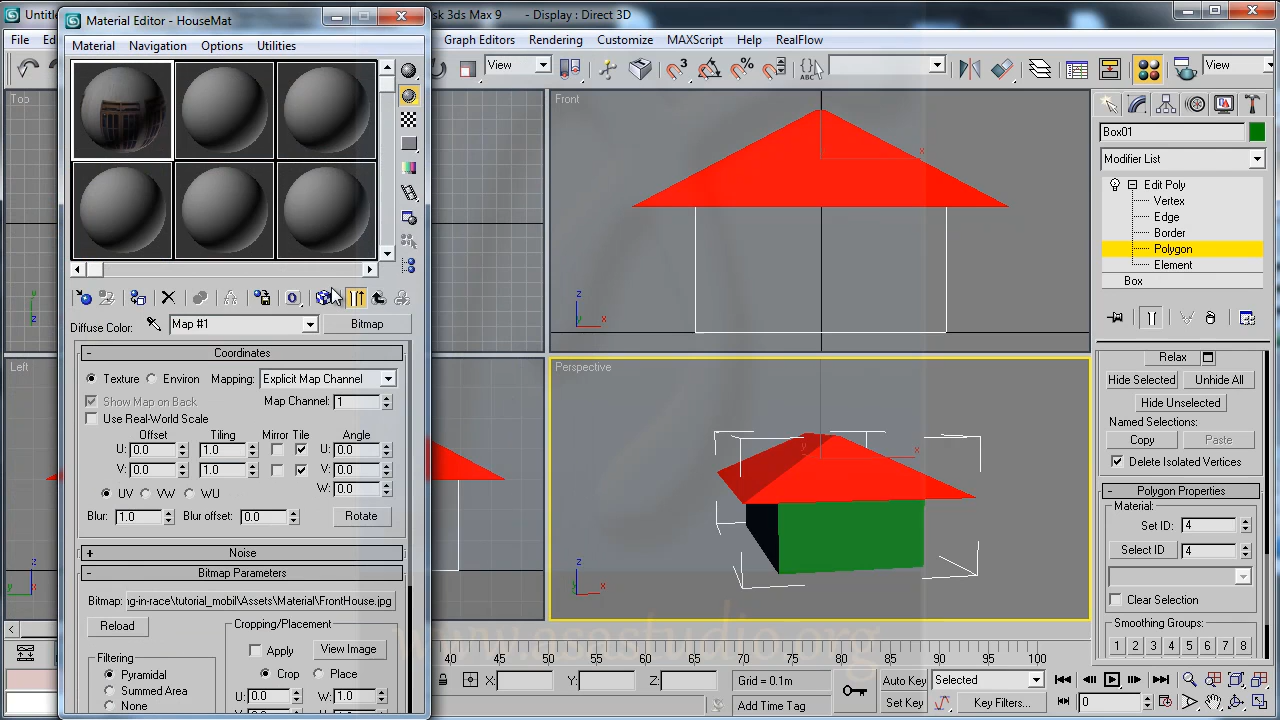 Material Editor - HouseMat
sk 3ds Max 9 - Display : Direct 3D
File
Graph Editors Rendering Customize MAXScript Help RealFlow
Material Navigation Options Utilities
View
View
Top
Front
Box01
Modifier List
Edit Poly
Vertex
Edge
Border
Polygon
Element
Box
Diffuse Color: Map #1 Bitmap
Coordinates
Texture Environ Mapping: Explicit Map Channel
Show Map on Back Map Channel: 1
Use Real-World Scale
Offset Tiling Mirror Tile Angle
U: 0.0 1.0 U: 0.0
V: 0.0 1.0 V: 0.0
W: 0.0
UV VW WU
Blur: 1.0 Blur offset: 0.0 Rotate
Noise
Bitmap Parameters
Bitmap: g-in-race\tutorial_mobil\Assets\Material\FrontHouse.jpg
Reload
Cropping/Placement
Apply View Image
Filtering
Pyramidal
Summed Area
None
Crop Place
U: 0.0 W: 1.0
Left
Perspective
z
x
y
Relax
Hide Selected Unhide All
Hide Unselected
Named Selections:
Copy Paste
Delete Isolated Vertices
Polygon Properties
Material:
Set ID: 4
Select ID 4
Clear Selection
Smoothing Groups:
1 2 3 4 5 6 7 8
www.asastudio.org
40 45 50 55 60 65 70 75 80 85 90 95 100
X: Y: Z: Grid = 0.1m
Add Time Tag
Auto Key Selected
Set Key Key Filters...
0